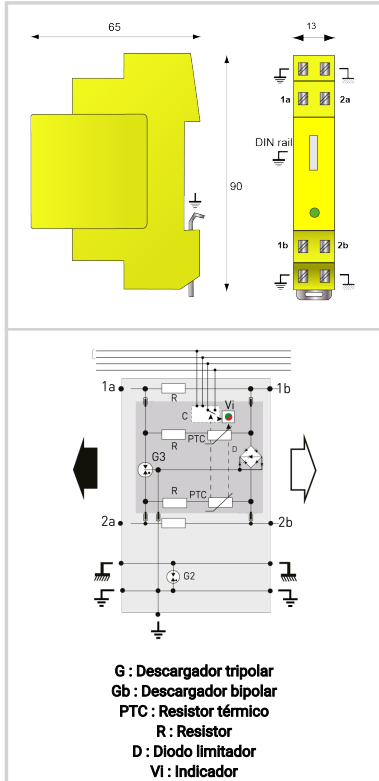 65
13
1a
2a
DIN rail
90
1b
2b
1a
1b
R
Vi
C
R
PTC
D
G3
R
PTC
2a
2b
G2
G : Descargador tripolar
Gb : Descargador bipolar
PTC : Resistor térmico
R : Resistor
D : Diodo limitador
Vi : Indicador